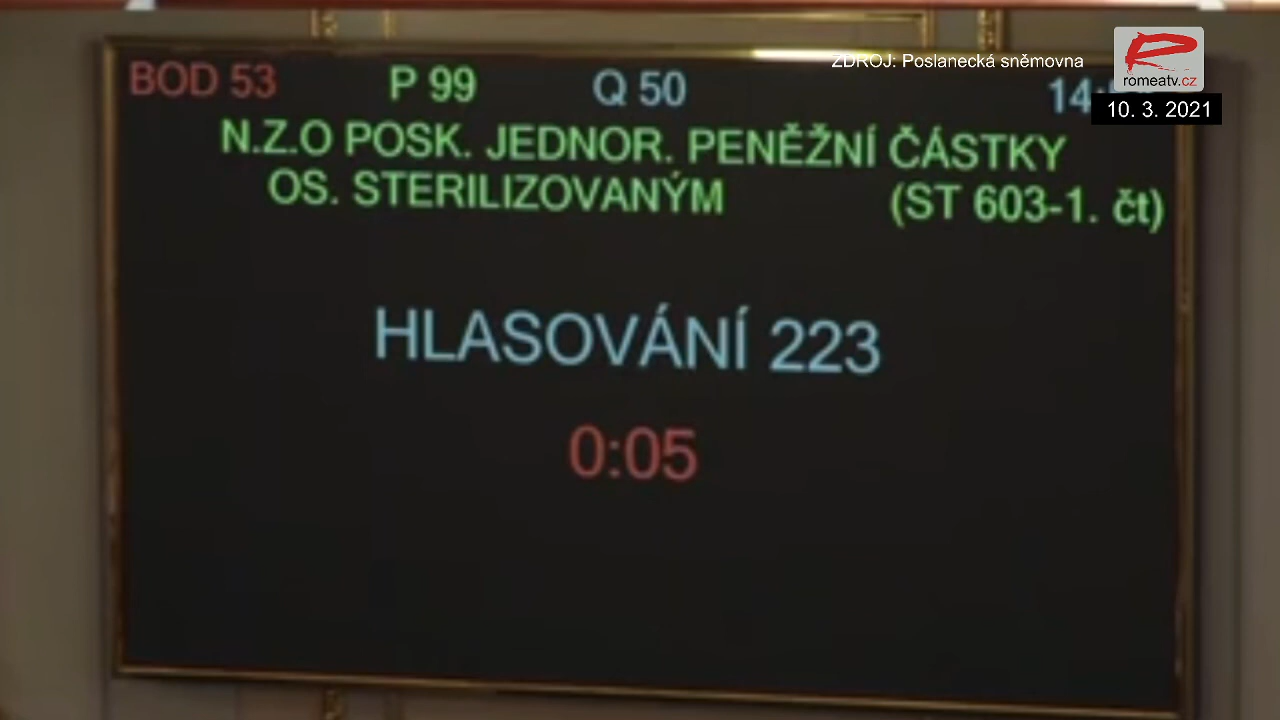 ZDROJ: Poslanecká sněmovna
romeatv.cz
10. 3. 2021
BOD 53 P 99 Q 50
N.Z.O POSK. JEDNOR. PENĚŽNÍ ČÁSTKY
OS. STERILIZOVANÝM (ST 603-1. čt)
HLASOVÁNÍ 223
0:05